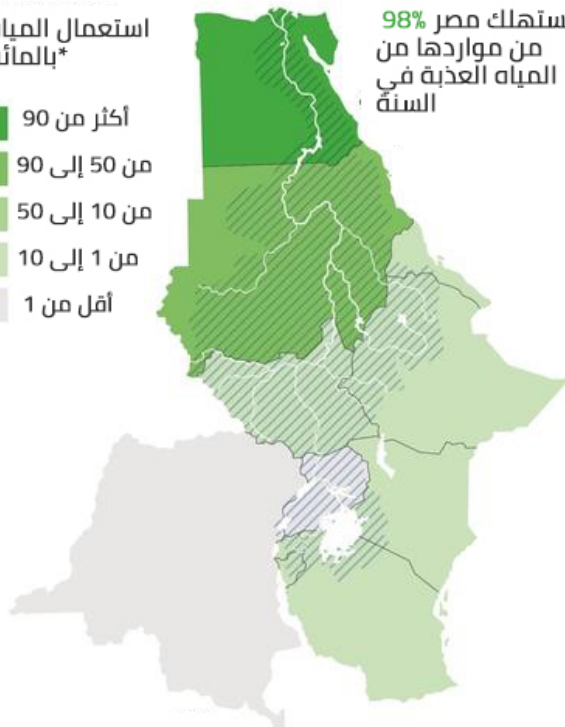 استعمال الميا
بالمائ*
أكثر من 90
من 50 إلى 90
من 10 إلى 50
من 1 إلى 10
أقل من 1
ستهلك مصر 98%
من مواردها من
المياه العذبة في
السنة